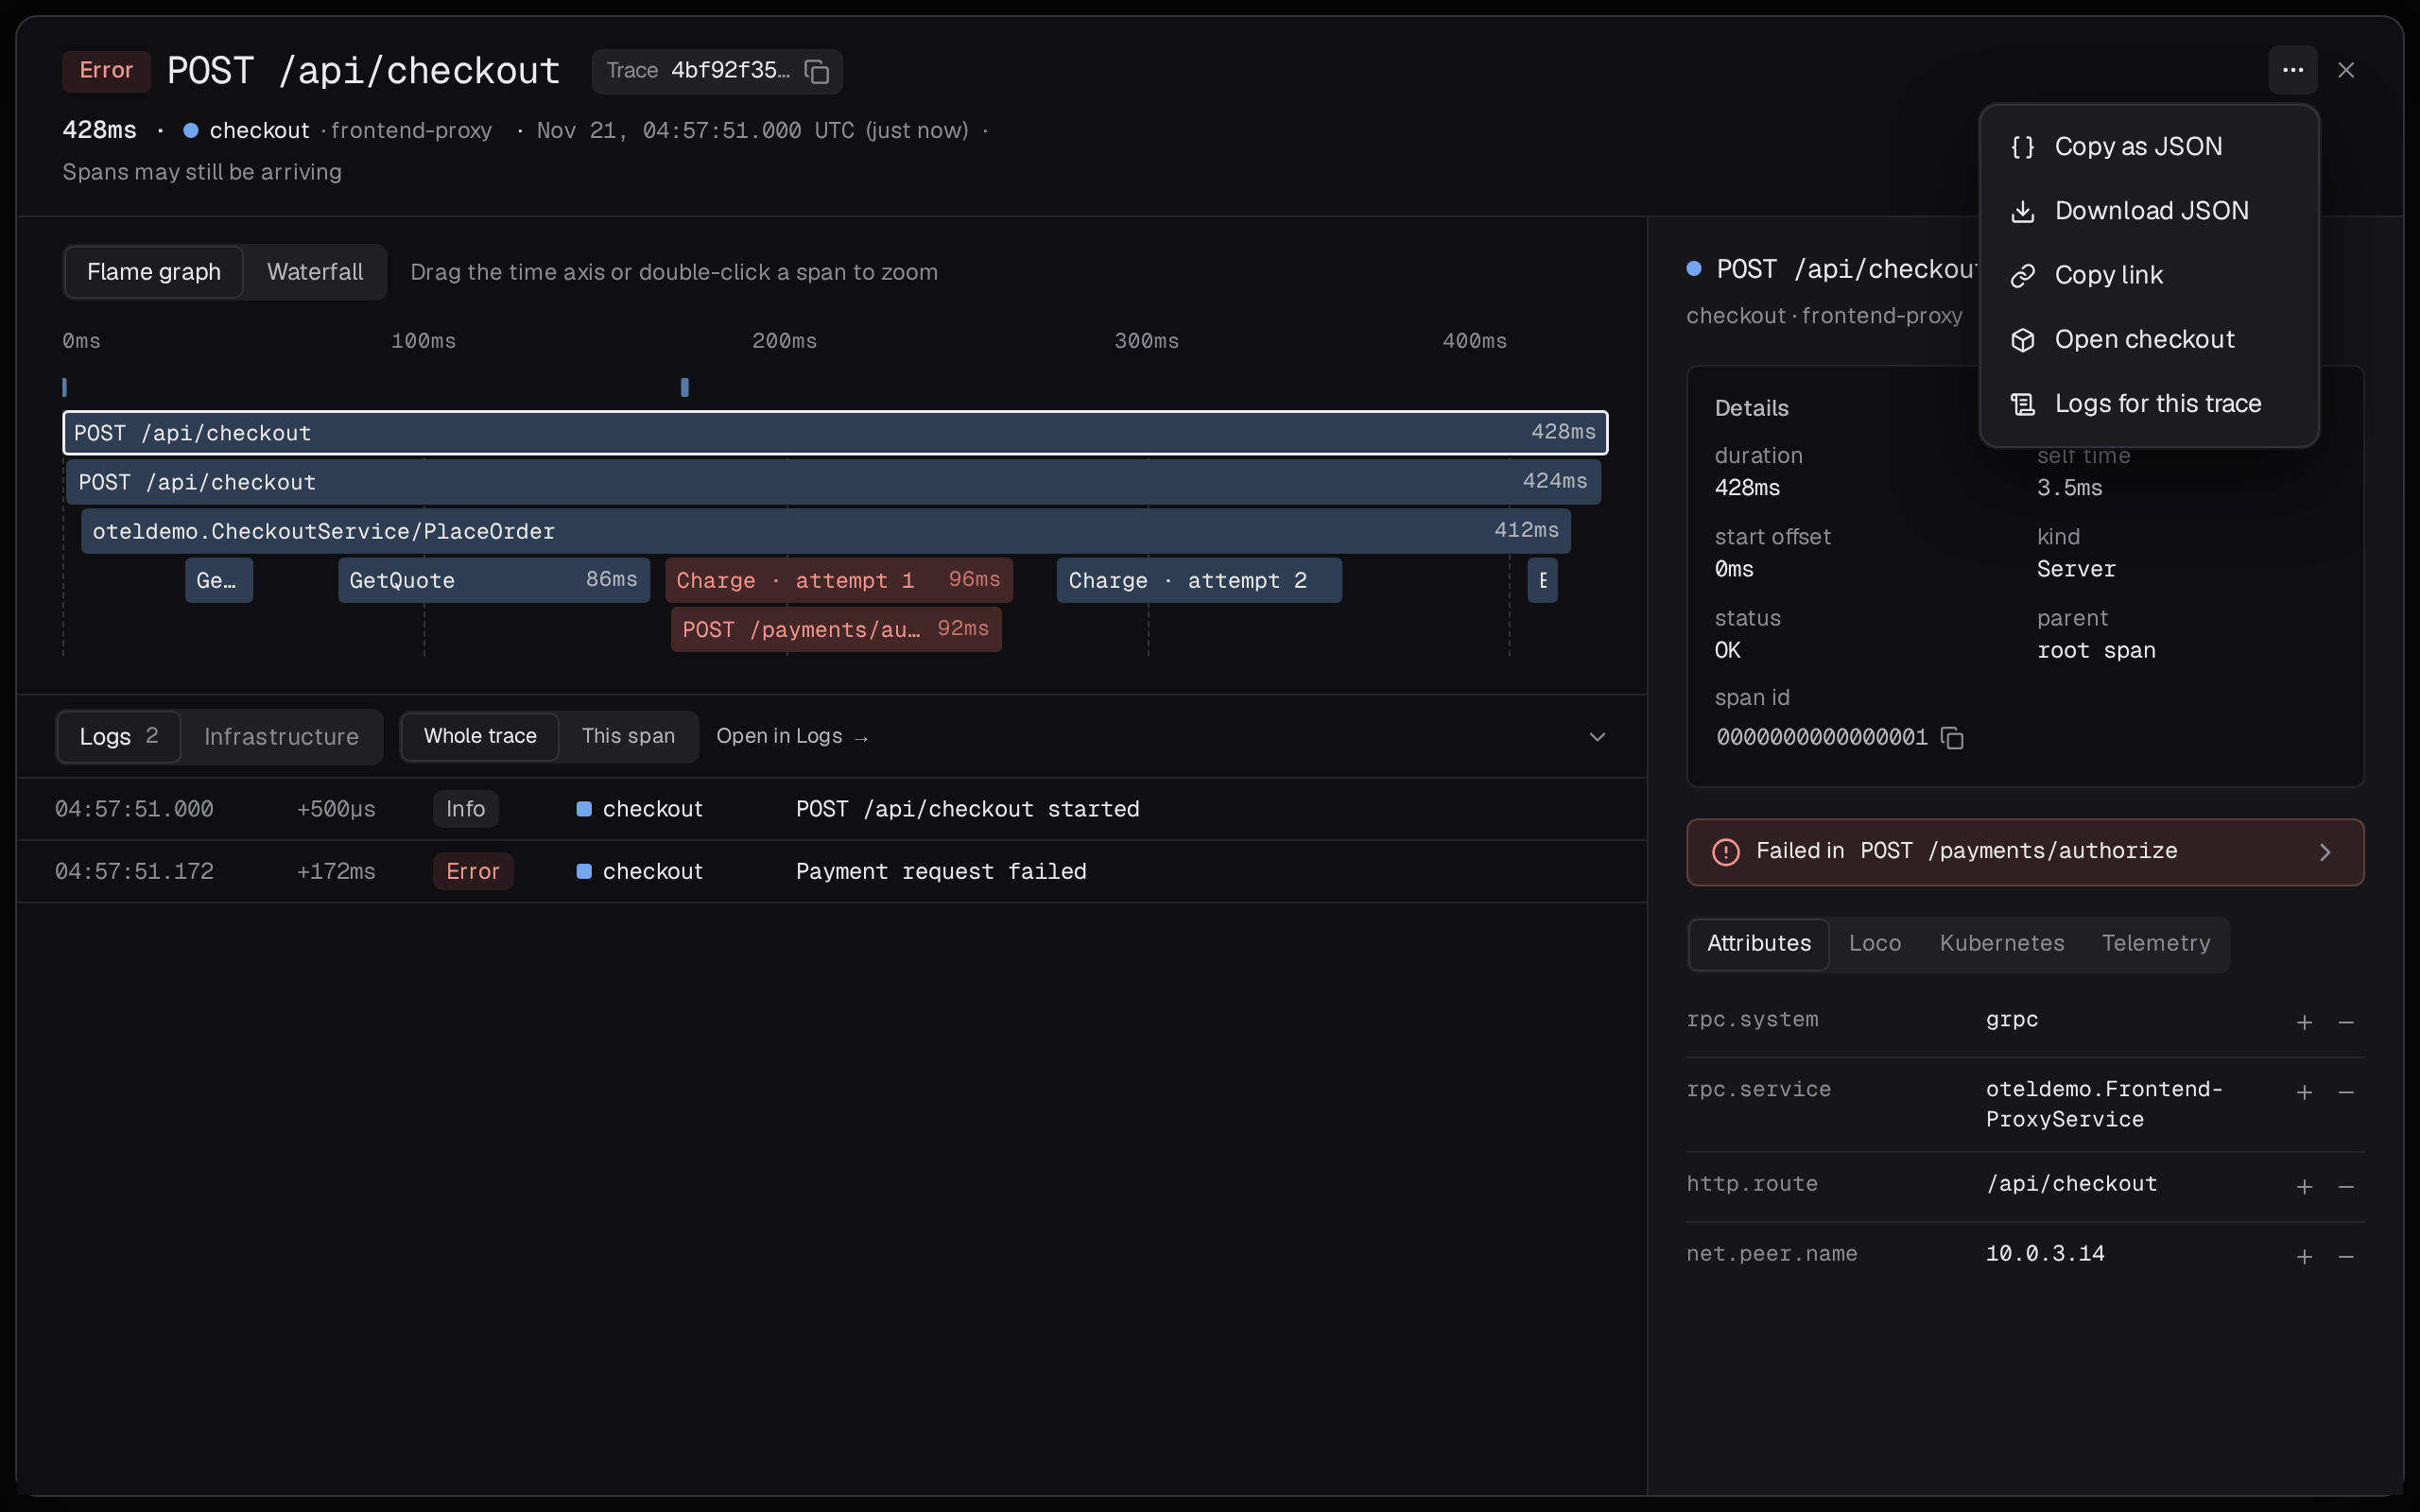 Error POST /api/checkout Trace 4bf92f35…
428ms · checkout · frontend-proxy · Nov 21, 04:57:51.000 UTC (just now) ·
Spans may still be arriving
Copy as JSON
Download JSON
Copy link
Open checkout
Logs for this trace
Flame graph Waterfall Drag the time axis or double-click a span to zoom
0ms 100ms 200ms 300ms 400ms
POST /api/checkout 428ms
POST /api/checkout 424ms
oteldemo.CheckoutService/PlaceOrder 412ms
Ge… GetQuote 86ms Charge · attempt 1 96ms Charge · attempt 2
POST /payments/au… 92ms
Logs 2 Infrastructure Whole trace This span Open in Logs →
04:57:51.000 +500µs Info checkout POST /api/checkout started
04:57:51.172 +172ms Error checkout Payment request failed
POST /api/checkout
checkout · frontend-proxy
Details
duration self time
428ms 3.5ms
start offset kind
0ms Server
status parent
OK root span
span id
0000000000000001
Failed in POST /payments/authorize
Attributes Loco Kubernetes Telemetry
rpc.system grpc
rpc.service oteldemo.Frontend-
ProxyService
http.route /api/checkout
net.peer.name 10.0.3.14